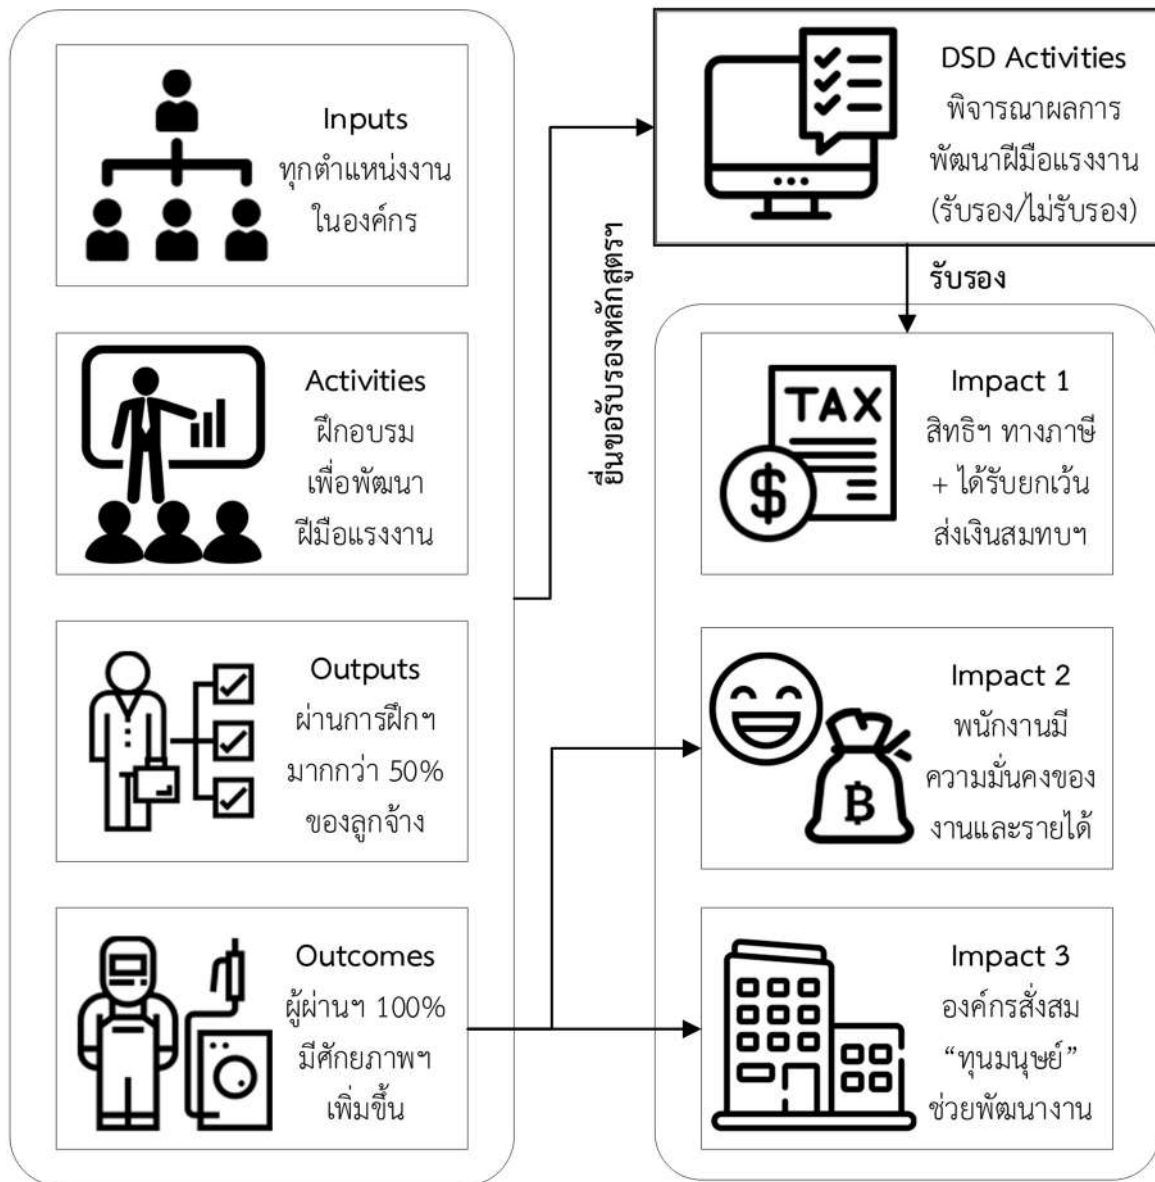 Inputs
ทุกตำแหน่งงาน
ในองค์กร
Activities
ฝึกอบรม
เพื่อพัฒนา
ฝีมือแรงงาน
Outputs
ผ่านการฝึกฯ
มากกว่า 50%
ของลูกจ้าง
Outcomes
ผู้ผ่านฯ 100%
มีศักยภาพฯ
เพิ่มขึ้น
ยื่นขอรับรองหลักสูตรฯ
DSD Activities
พิจารณาผลการ
พัฒนาฝีมือแรงงาน
(รับรอง/ไม่รับรอง)
รับรอง
TAX
$
Impact 1
สิทธิฯ ทางภาษี
+ ได้รับยกเว้น
ส่งเงินสมทบฯ
฿
Impact 2
พนักงานมี
ความมั่นคงของ
งานและรายได้
Impact 3
องค์กรสั่งสม
“ทุนมนุษย์”
ช่วยพัฒนางาน